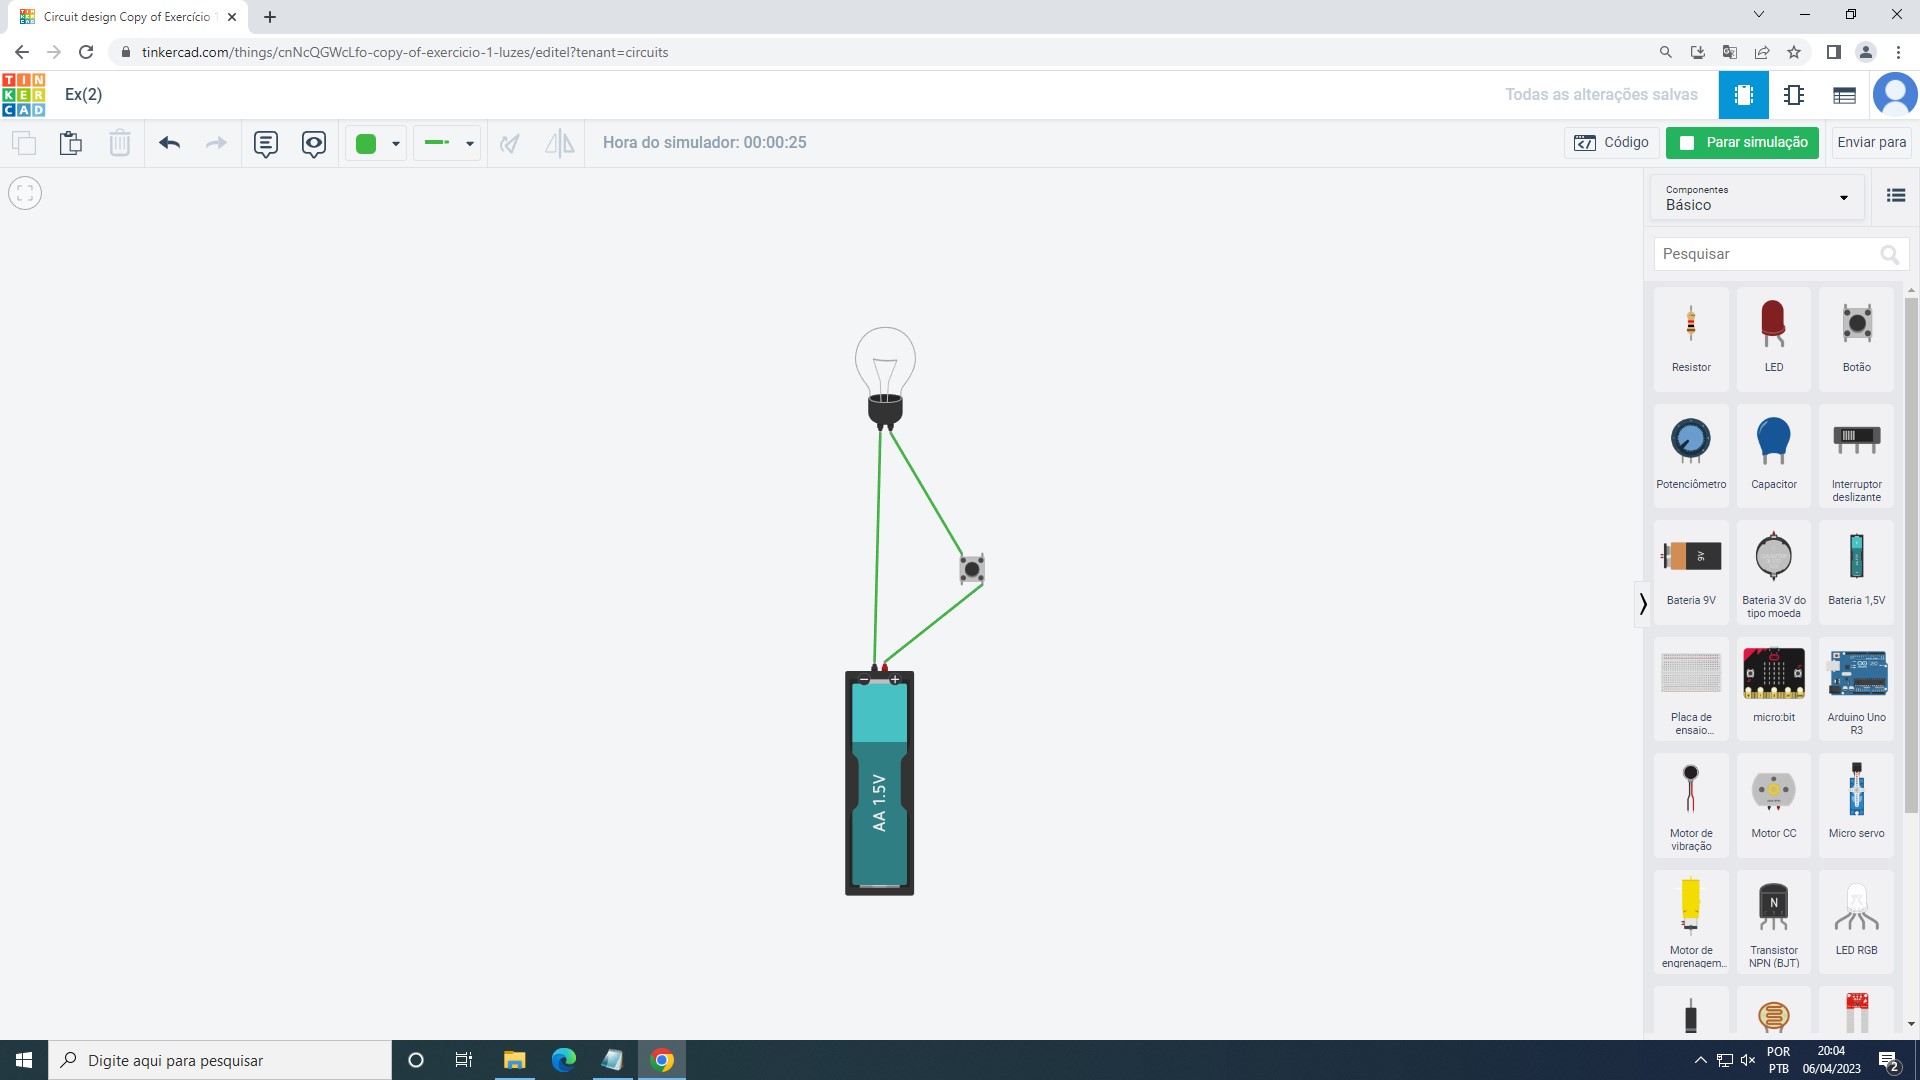 Circuit design Copy of Exercício 1
tinkercad.com/things/cnNcQGWcLfo-copy-of-exercicio-1-luzes/editel?tenant=circuits
TIN
KER
CAD
Ex(2)
Todas as alterações salvas
Hora do simulador: 00:00:25
Código
Parar simulação
Enviar para
Componentes
Básico
Pesquisar
Resistor
LED
Botão
Potenciômetro
Capacitor
Interruptor
deslizante
9V
Bateria 9V
Bateria 3V do
tipo moeda
Bateria 1,5V
Placa de
ensaio...
micro:bit
Arduino Uno
R3
Motor de
vibração
Motor CC
Micro servo
Motor de
engrenagem...
N
Transistor
NPN (BJT)
LED RGB
AA 1.5V
Digite aqui para pesquisar
POR
PTB
20:04
06/04/2023
2